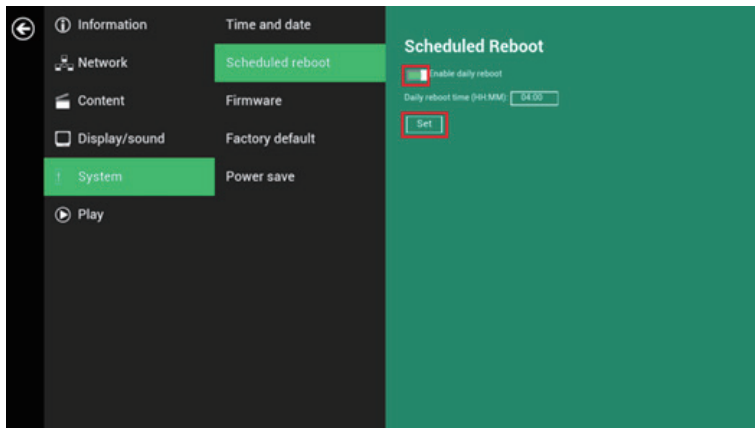 Information
Network
Content
Display/sound
System
Play
Time and date
Scheduled reboot
Firmware
Factory default
Power save
Scheduled Reboot
Enable daily reboot
Daily reboot time (HH:MM) 04:00
Set